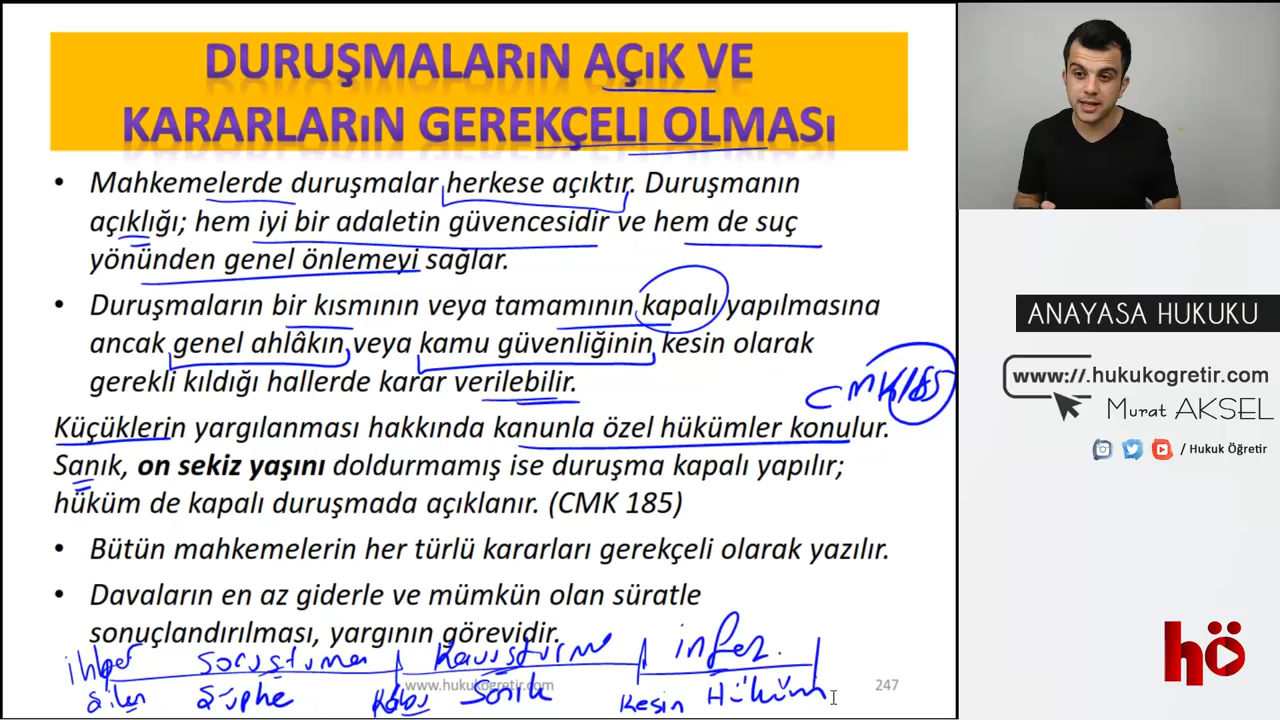 DURUŞMALARıN AÇıK VE
KARARLARıN GEREKÇELİ OLMASı
• Mahkemelerde duruşmalar herkese açıktır. Duruşmanın
açıklığı; hem iyi bir adaletin güvencesidir ve hem de suç
yönünden genel önlemeyi sağlar.
• Duruşmaların bir kısmının veya tamamının kapalı yapılmasına
ancak genel ahlâkın veya kamu güvenliğinin kesin olarak
gerekli kıldığı hallerde karar verilebilir.
CMK 185
Küçüklerin yargılanması hakkında kanunla özel hükümler konulur.
Sanık, on sekiz yaşını doldurmamış ise duruşma kapalı yapılır;
hüküm de kapalı duruşmada açıklanır. (CMK 185)
• Bütün mahkemelerin her türlü kararları gerekçeli olarak yazılır.
• Davaların en az giderle ve mümkün olan süratle
sonuçlandırılması, yargının görevidir.
ihbar soruşturma kovuşturma infaz.
şüphe sanık kesin Hüküm
www.hukukogretir.com
247
ANAYASA HUKUKU
www://.hukukogretir.com
Murat AKSEL
/ Hukuk Öğretir
hö